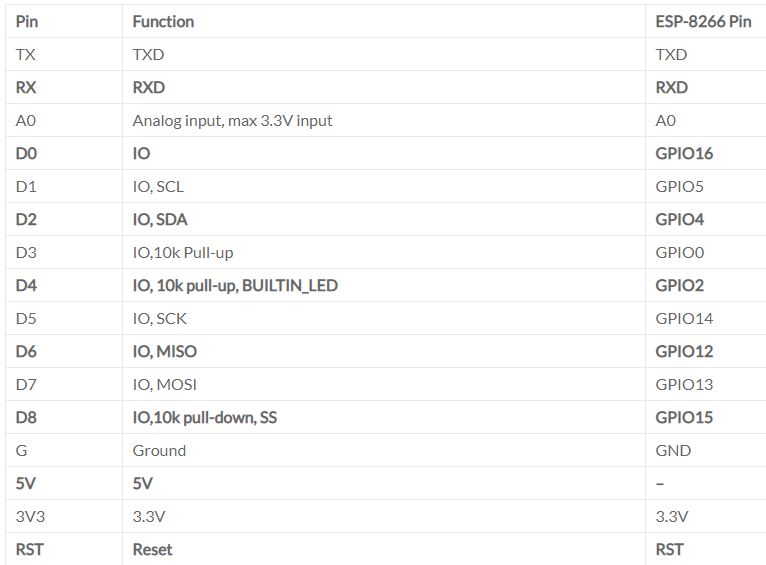 Pin Function ESP-8266 Pin
TX TXD TXD
RX RXD RXD
A0 Analog input, max 3.3V input A0
D0 IO GPIO16
D1 IO, SCL GPIO5
D2 IO, SDA GPIO4
D3 IO,10k Pull-up GPIO0
D4 IO, 10k pull-up, BUILTIN_LED GPIO2
D5 IO, SCK GPIO14
D6 IO, MISO GPIO12
D7 IO, MOSI GPIO13
D8 IO,10k pull-down, SS GPIO15
G Ground GND
5V 5V –
3V3 3.3V 3.3V
RST Reset RST